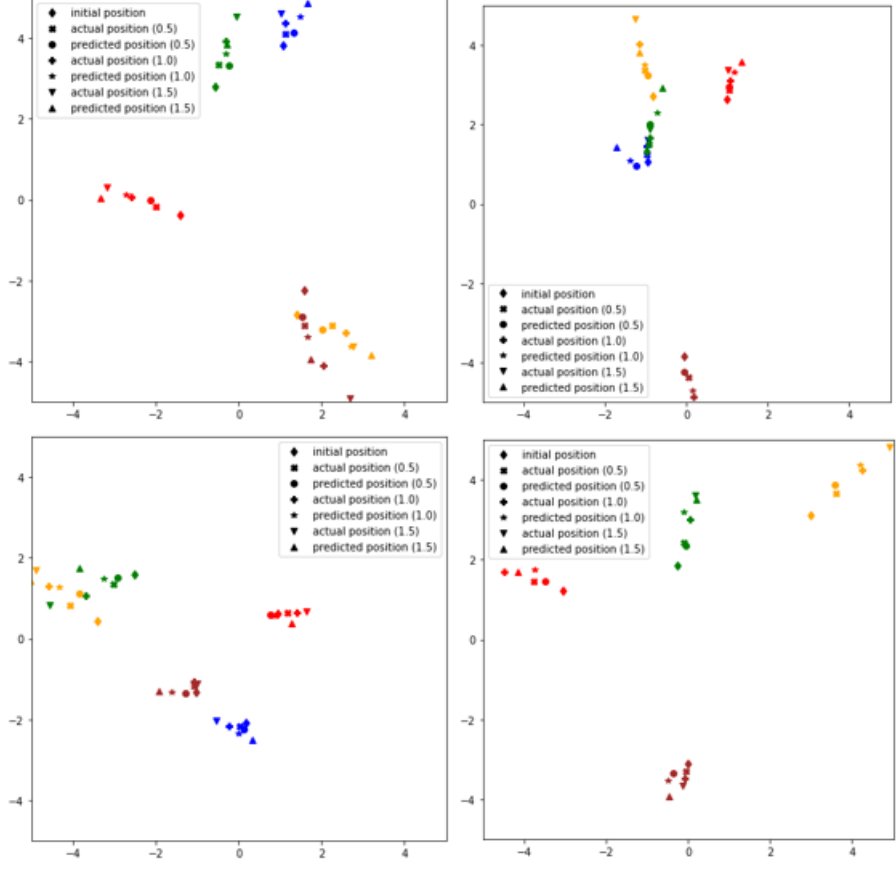 initial position
actual position (0.5)
predicted position (0.5)
actual position (1.0)
predicted position (1.0)
actual position (1.5)
predicted position (1.5)
2
0
−2
−4
−4
−2
0
2
4
4
2
0
−2
−4
initial position
actual position (0.5)
predicted position (0.5)
actual position (1.0)
predicted position (1.0)
actual position (1.5)
predicted position (1.5)
−4
−2
0
2
4
initial position
actual position (0.5)
predicted position (0.5)
actual position (1.0)
predicted position (1.0)
actual position (1.5)
predicted position (1.5)
4
2
0
−2
−4
−4
−2
0
2
4
initial position
actual position (0.5)
predicted position (0.5)
actual position (1.0)
predicted position (1.0)
actual position (1.5)
predicted position (1.5)
4
2
0
−2
−4
−4
−2
0
2
4